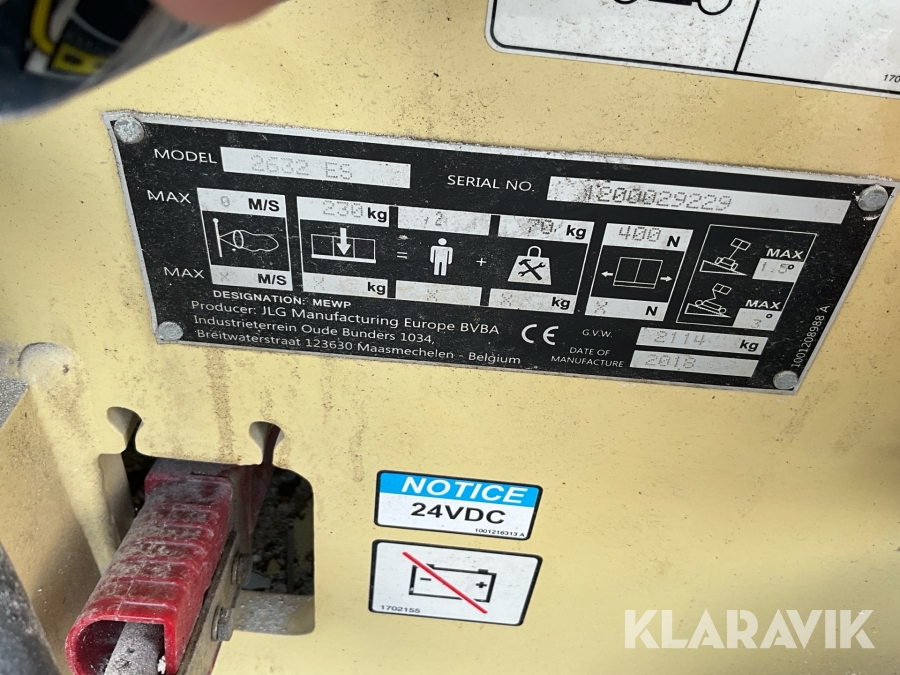 170
MODEL 2632 ES SERIAL NO. 1200029229
MAX 0 M/S 230 kg 2 70 kg 400 N MAX 1.5°
= +
MAX X M/S X kg X X kg X N MAX 3°
DESIGNATION: MEWP
Producer: JLG Manufacturing Europe BVBA
Industrieterrein Oude Bunders 1034,
Breitwaterstraat 123630 Maasmechelen - Belgium
CE G.V.W. 2114 kg
DATE OF MANUFACTURE 2018
1001208988 A
NOTICE
24VDC
1001216313 A
- +
1702155
KLARAVIK